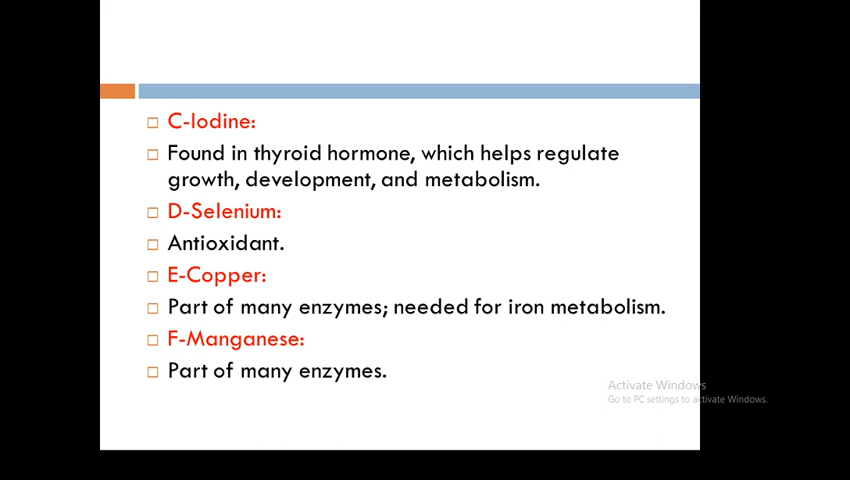 C-Iodine:
Found in thyroid hormone, which helps regulate
growth, development, and metabolism.
D-Selenium:
Antioxidant.
E-Copper:
Part of many enzymes; needed for iron metabolism.
F-Manganese:
Part of many enzymes.
Activate Windows
Go to PC settings to activate Windows.